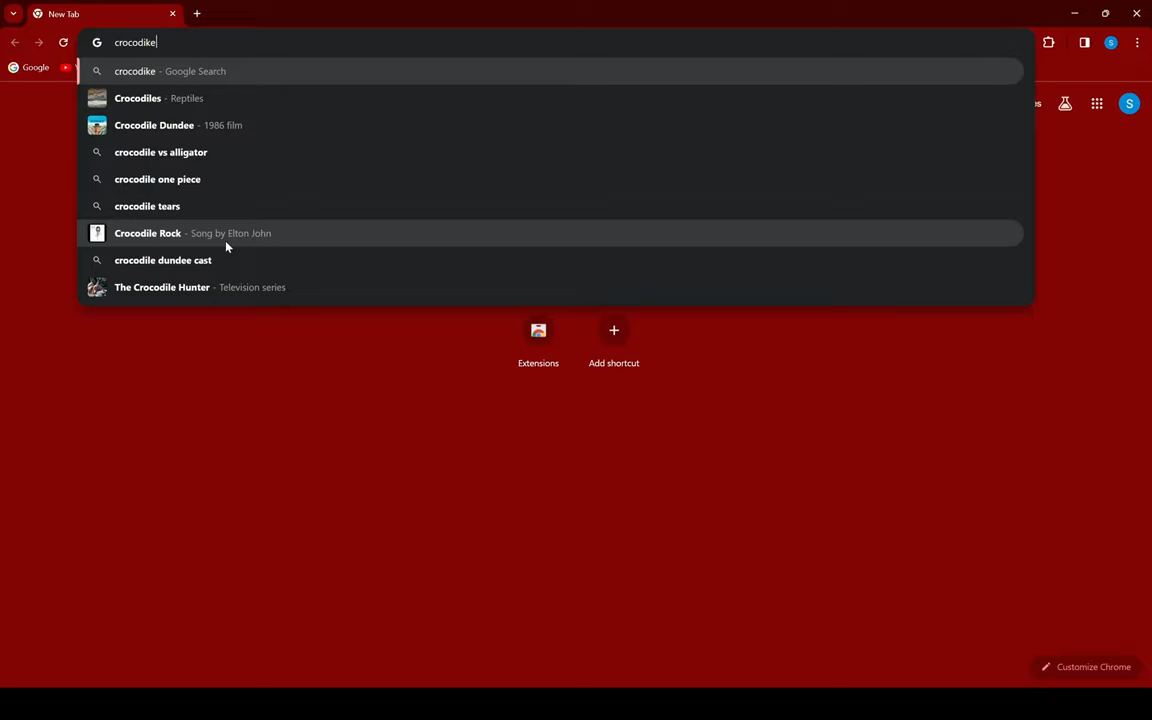 New Tab
crocodike
Google
crocodike - Google Search
Crocodiles - Reptiles
Crocodile Dundee - 1986 film
crocodile vs alligator
crocodile one piece
crocodile tears
Crocodile Rock - Song by Elton John
crocodile dundee cast
The Crocodile Hunter - Television series
S
S
Extensions
Add shortcut
Customize Chrome